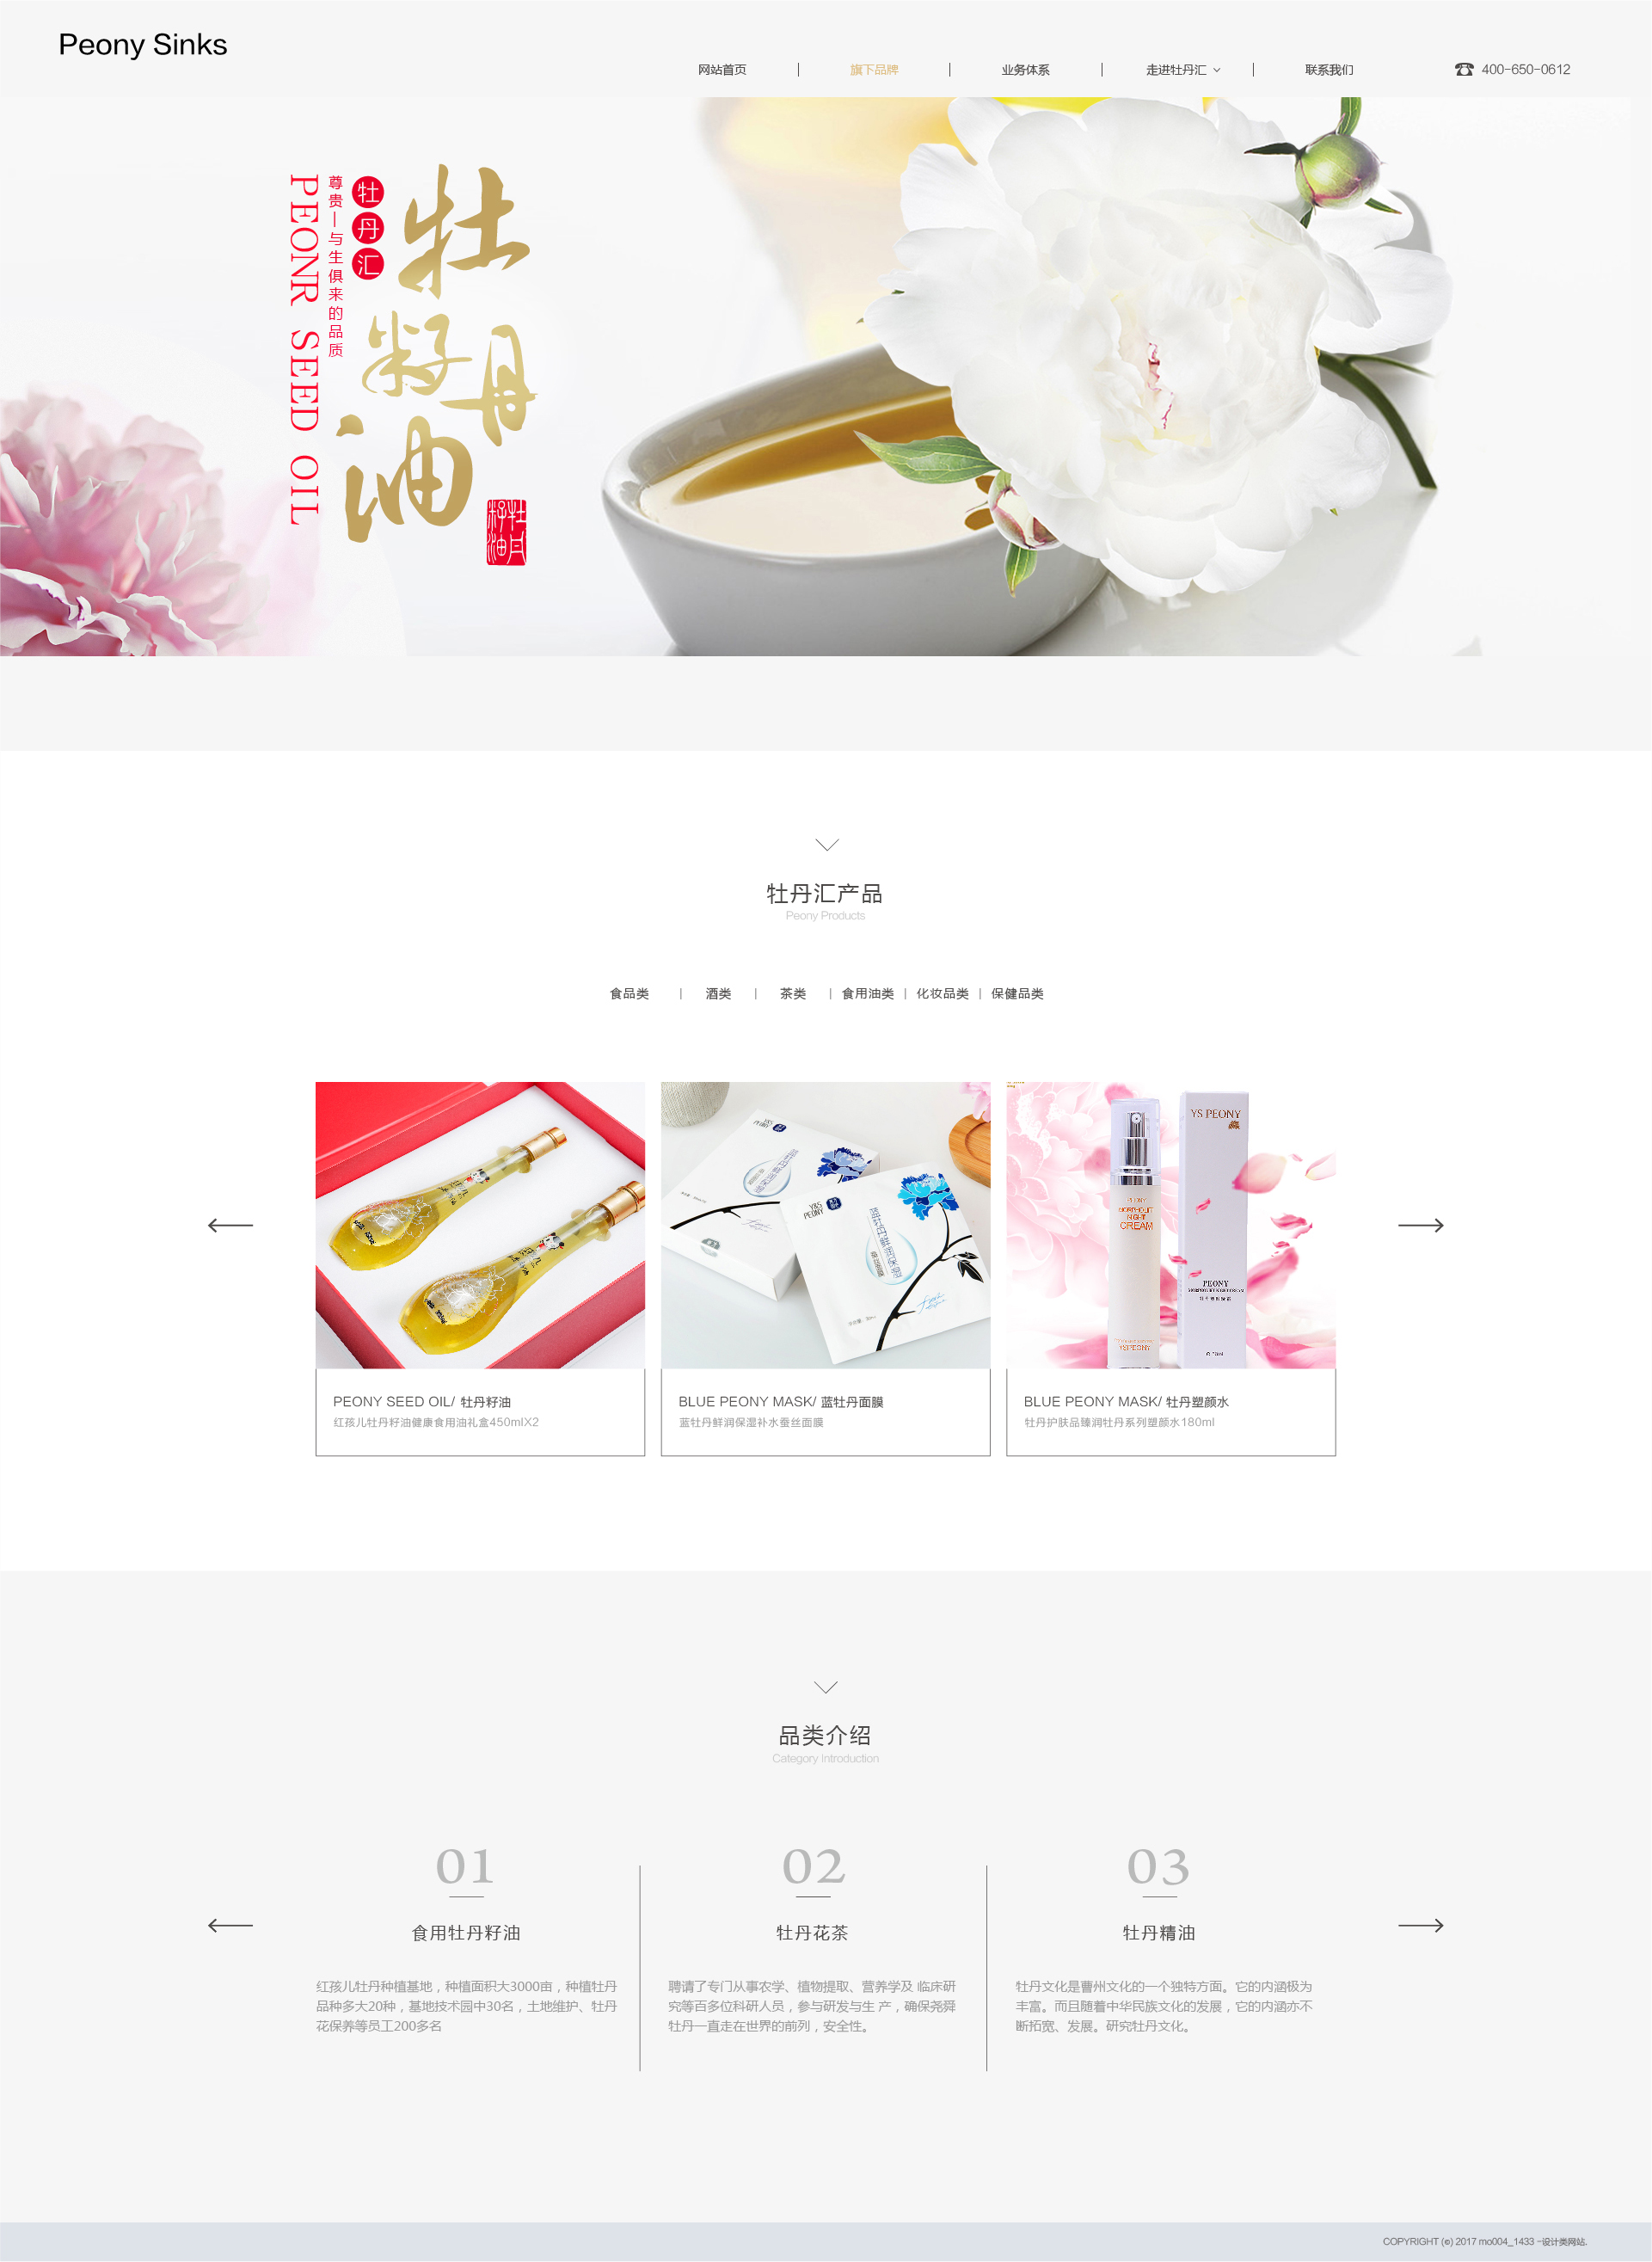 Peony Sinks
网站首页
旗下品牌
业务体系
走进牡丹汇
联系我们
400-650-0612
牡丹籽油
牡丹汇
尊贵—与生俱来的品质
PEONR SEED OIL
牡丹籽油
牡丹汇产品
Peony Products
食品类 | 酒类 | 茶类 | 食用油类 | 化妆品类 | 保健品类
YS PEONY
PEONY
NIGHT
CREAM
YSPEONY
YS PEONY
PEONY
Y&S
PEONY
PEONY SEED OIL/ 牡丹籽油
红孩儿牡丹籽油健康食用油礼盒450mlX2
BLUE PEONY MASK/ 蓝牡丹面膜
蓝牡丹鲜润保湿补水蚕丝面膜
BLUE PEONY MASK/ 牡丹塑颜水
牡丹护肤品臻润牡丹系列塑颜水180ml
品类介绍
Category Introduction
01
食用牡丹籽油
红孩儿牡丹种植基地，种植面积大3000亩，种植牡丹
品种多大20种，基地技术园中30名，土地维护、牡丹
花保养等员工200多名
02
牡丹花茶
聘请了专门从事农学、植物提取、营养学及 临床研
究等百多位科研人员，参与研发与生 产，确保尧舜
牡丹一直走在世界的前列，安全性。
03
牡丹精油
牡丹文化是曹州文化的一个独特方面。它的内涵极为
丰富。而且随着中华民族文化的发展，它的内涵亦不
断拓宽、发展。研究牡丹文化。
COPYRIGHT (©) 2017 mo004_1433 -设计类网站.